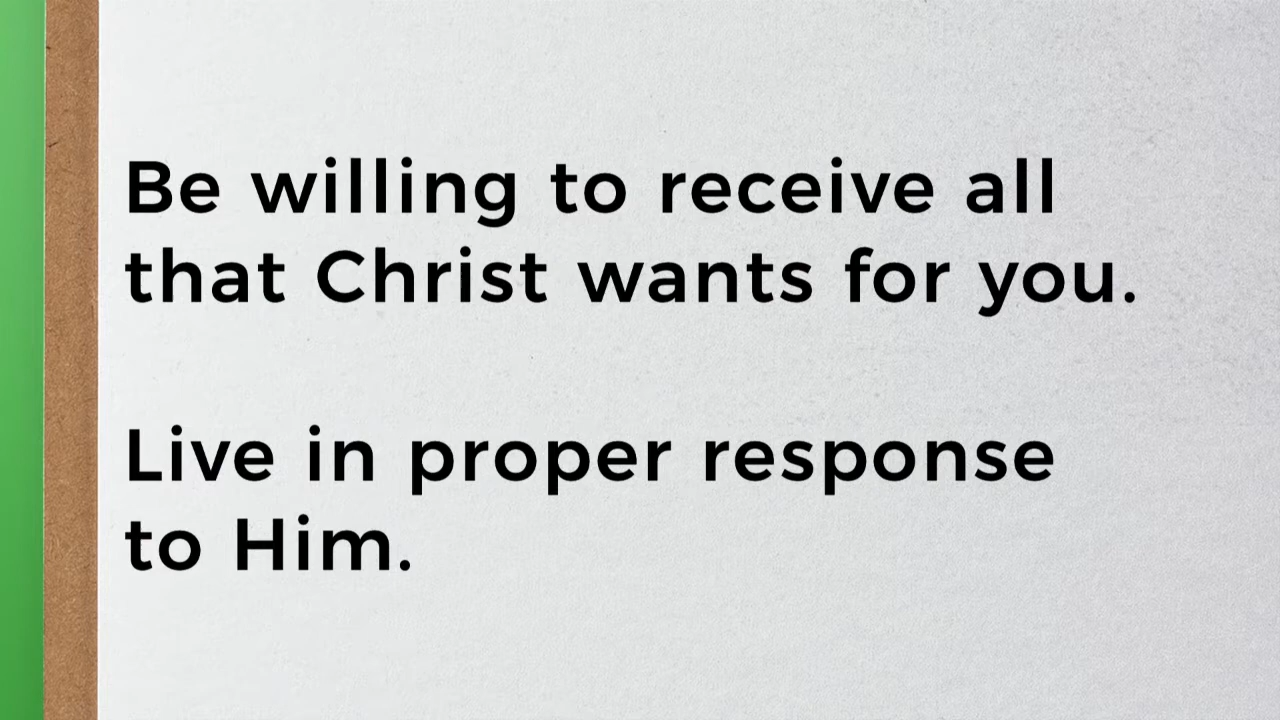 Be willing to receive all
that Christ wants for you.
Live in proper response
to Him.